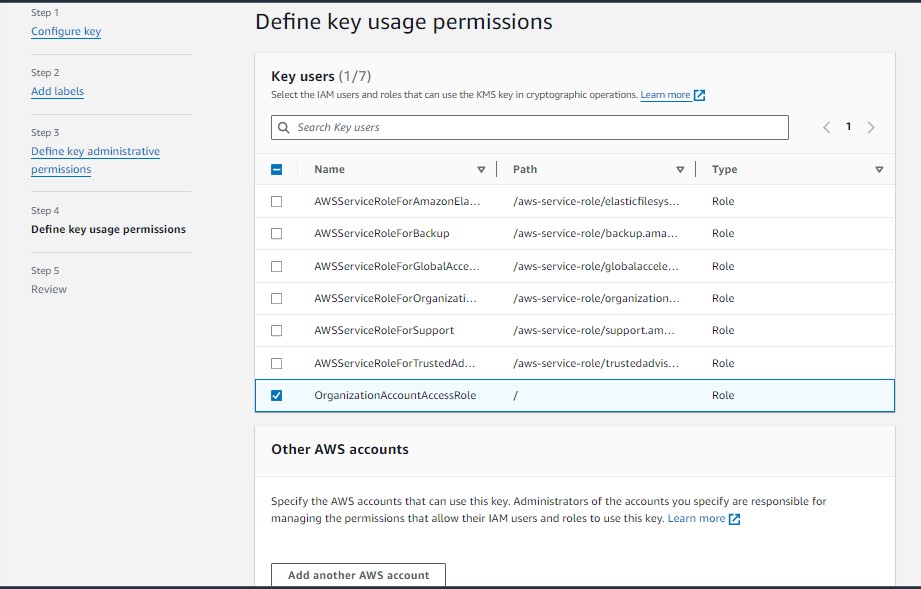 Step 1
Configure key
Step 2
Add labels
Step 3
Define key administrative
permissions
Step 4
Define key usage permissions
Step 5
Review
Define key usage permissions
Key users (1/7)
Select the IAM users and roles that can use the KMS key in cryptographic operations. Learn more
Search Key users
1
Name Path Type
AWSServiceRoleForAmazonEla... /aws-service-role/elasticfilesys... Role
AWSServiceRoleForBackup /aws-service-role/backup.ama... Role
AWSServiceRoleForGlobalAcce... /aws-service-role/globalaccele... Role
AWSServiceRoleForOrganizati... /aws-service-role/organization... Role
AWSServiceRoleForSupport /aws-service-role/support.am... Role
AWSServiceRoleForTrustedAd... /aws-service-role/trustedadvis... Role
OrganizationAccountAccessRole / Role
Other AWS accounts
Specify the AWS accounts that can use this key. Administrators of the accounts you specify are responsible for
managing the permissions that allow their IAM users and roles to use this key. Learn more
Add another AWS account